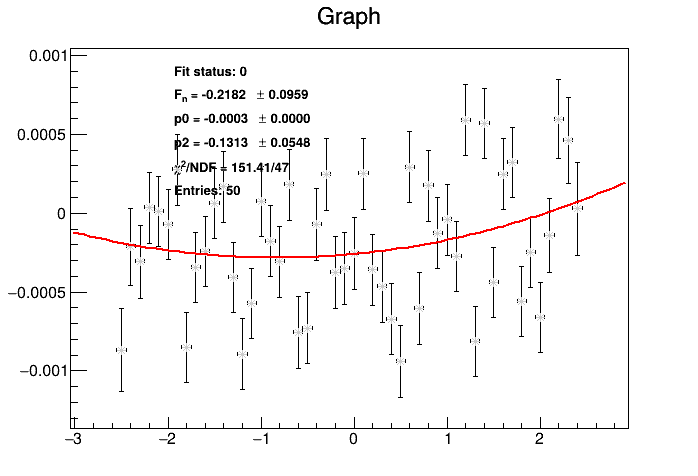 Graph
0.001
0.0005
0
−0.0005
−0.001
Fit status: 0
Fn = -0.2182 ± 0.0959
p0 = -0.0003 ± 0.0000
p2 = -0.1313 ± 0.0548
χ²/NDF = 151.41/47
Entries: 50
−3 −2 −1 0 1 2